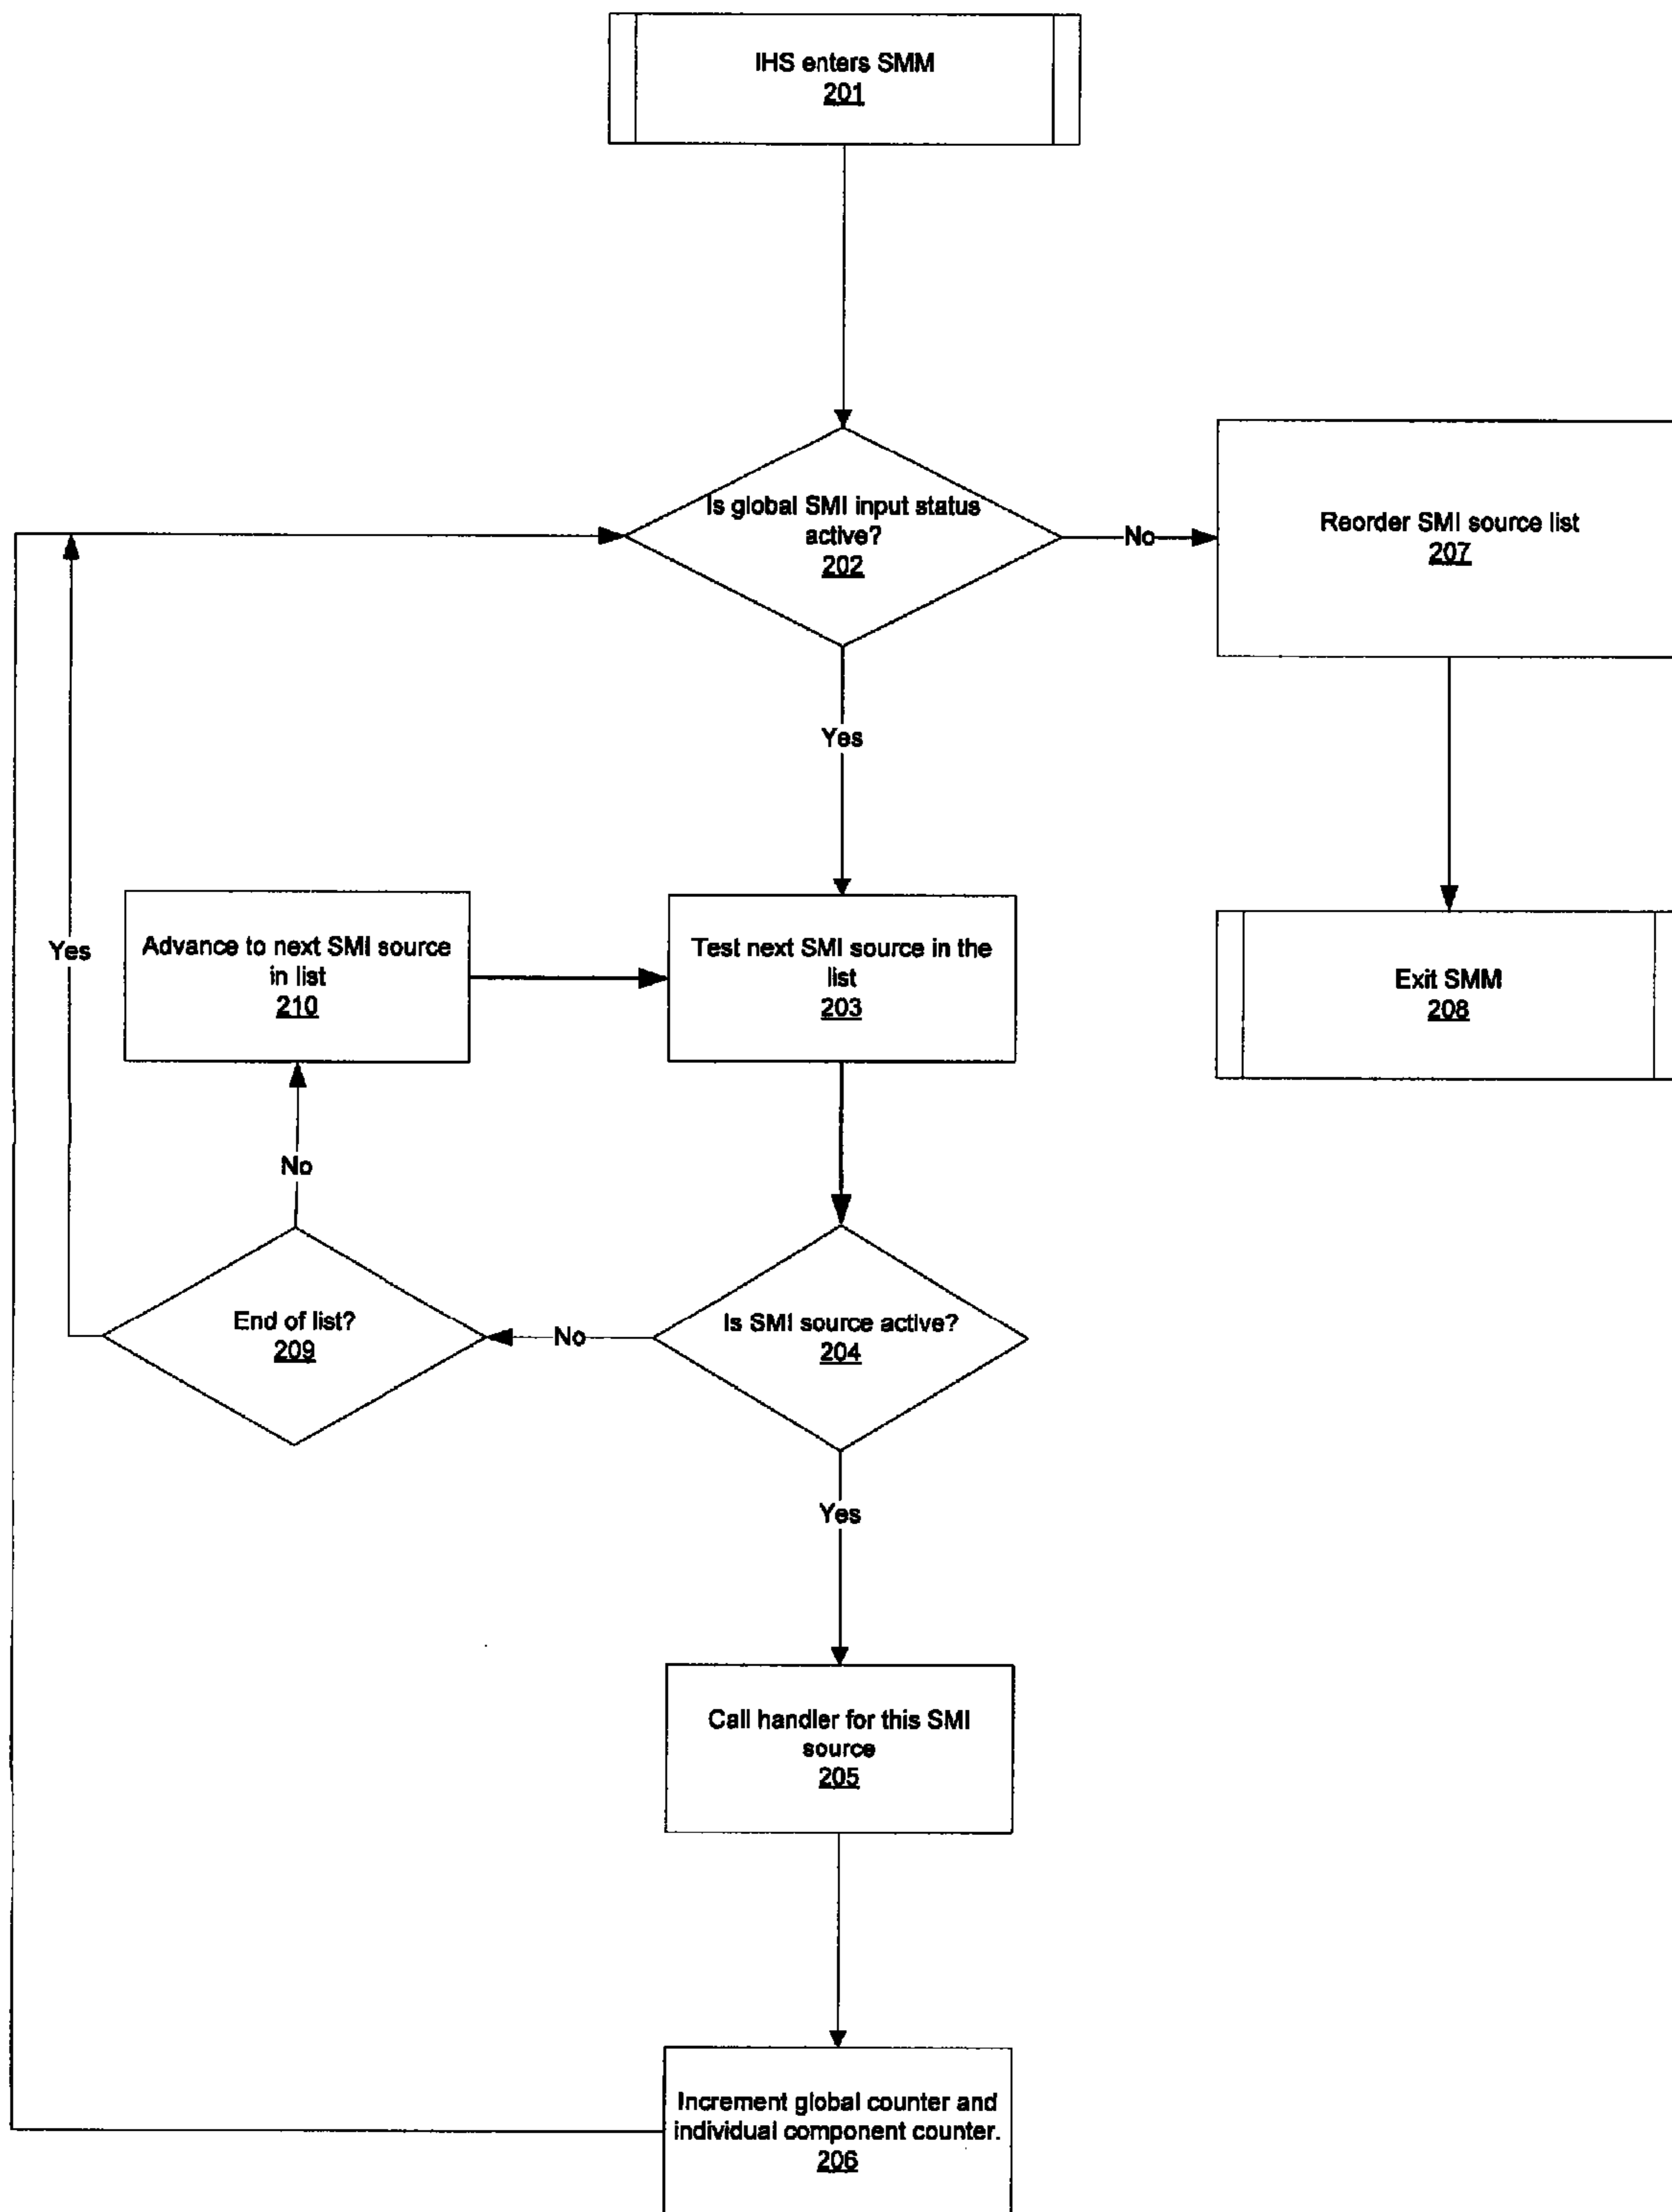 IHS enters SMM
201
Is global SMI input status
active?
202
No
Reorder SMI source list
207
Yes
Yes
Advance to next SMI source
in list
210
Test next SMI source in the
list
203
Exit SMM
208
No
End of list?
209
No
Is SMI source active?
204
Yes
Call handler for this SMI
source
205
Increment global counter and
individual component counter.
206